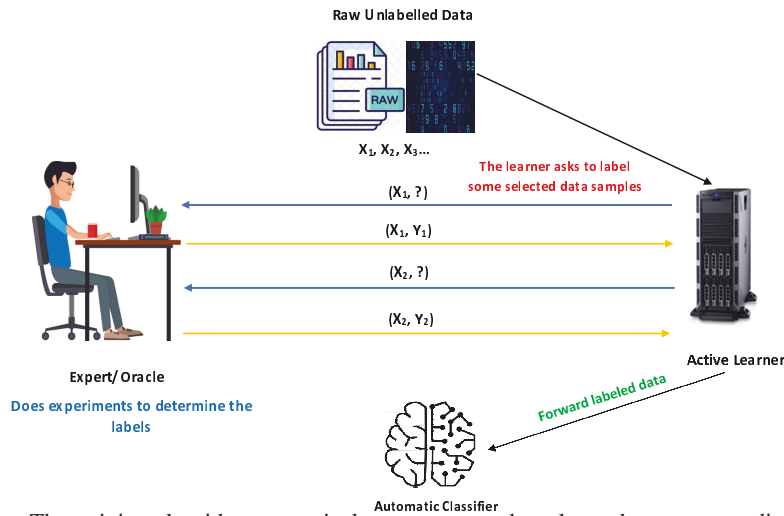 Raw Unlabelled Data
RAW
X₁, X₂, X₃...
The learner asks to label
some selected data samples
(X₁, ?)
(X₁, Y₁)
(X₂, ?)
(X₂, Y₂)
Expert/ Oracle
Does experiments to determine the
labels
Active Learner
Forward labeled data
Automatic Classifier